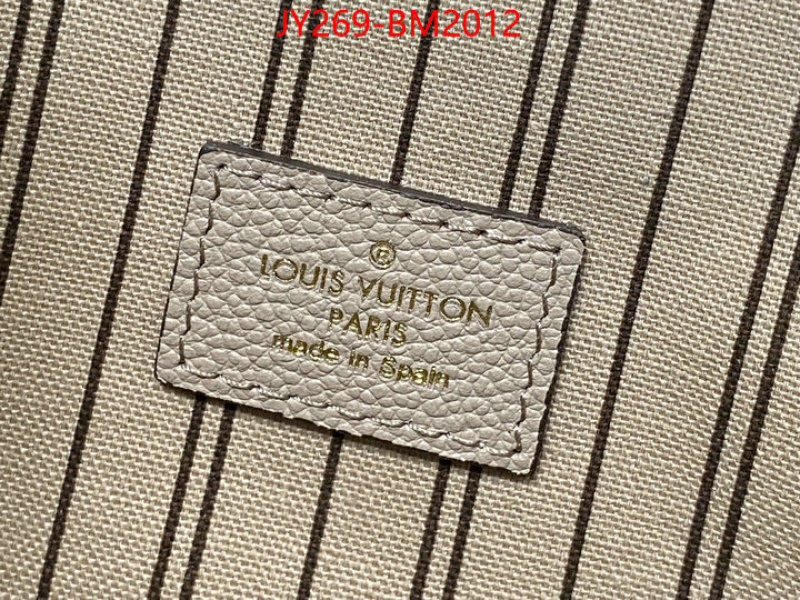 JY269-BM2012
®
LOUIS VUITTON
PARIS
made in Spain